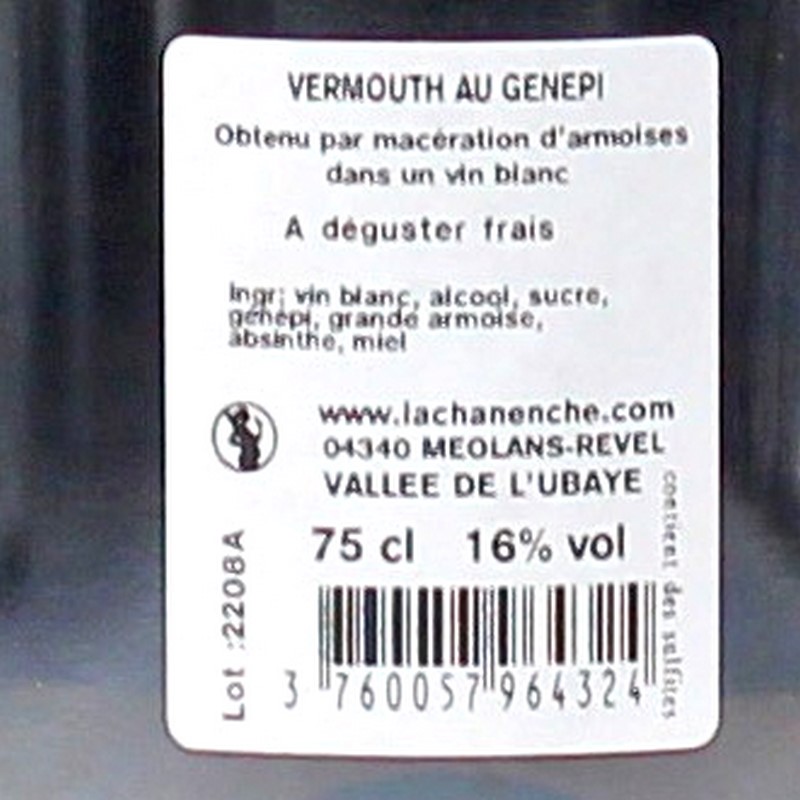 VERMOUTH AU GENEPI
Obtenu par macération d'armoises
dans un vin blanc
A déguster frais
Ingr: vin blanc, alcool, sucre,
génépi, grande armoise,
absinthe, miel
www.lachanenche.com
04340 MEOLANS-REVEL
VALLEE DE L'UBAYE
75 cl 16% vol
contient des sulfites
Lot :2208A
3 760057 964324